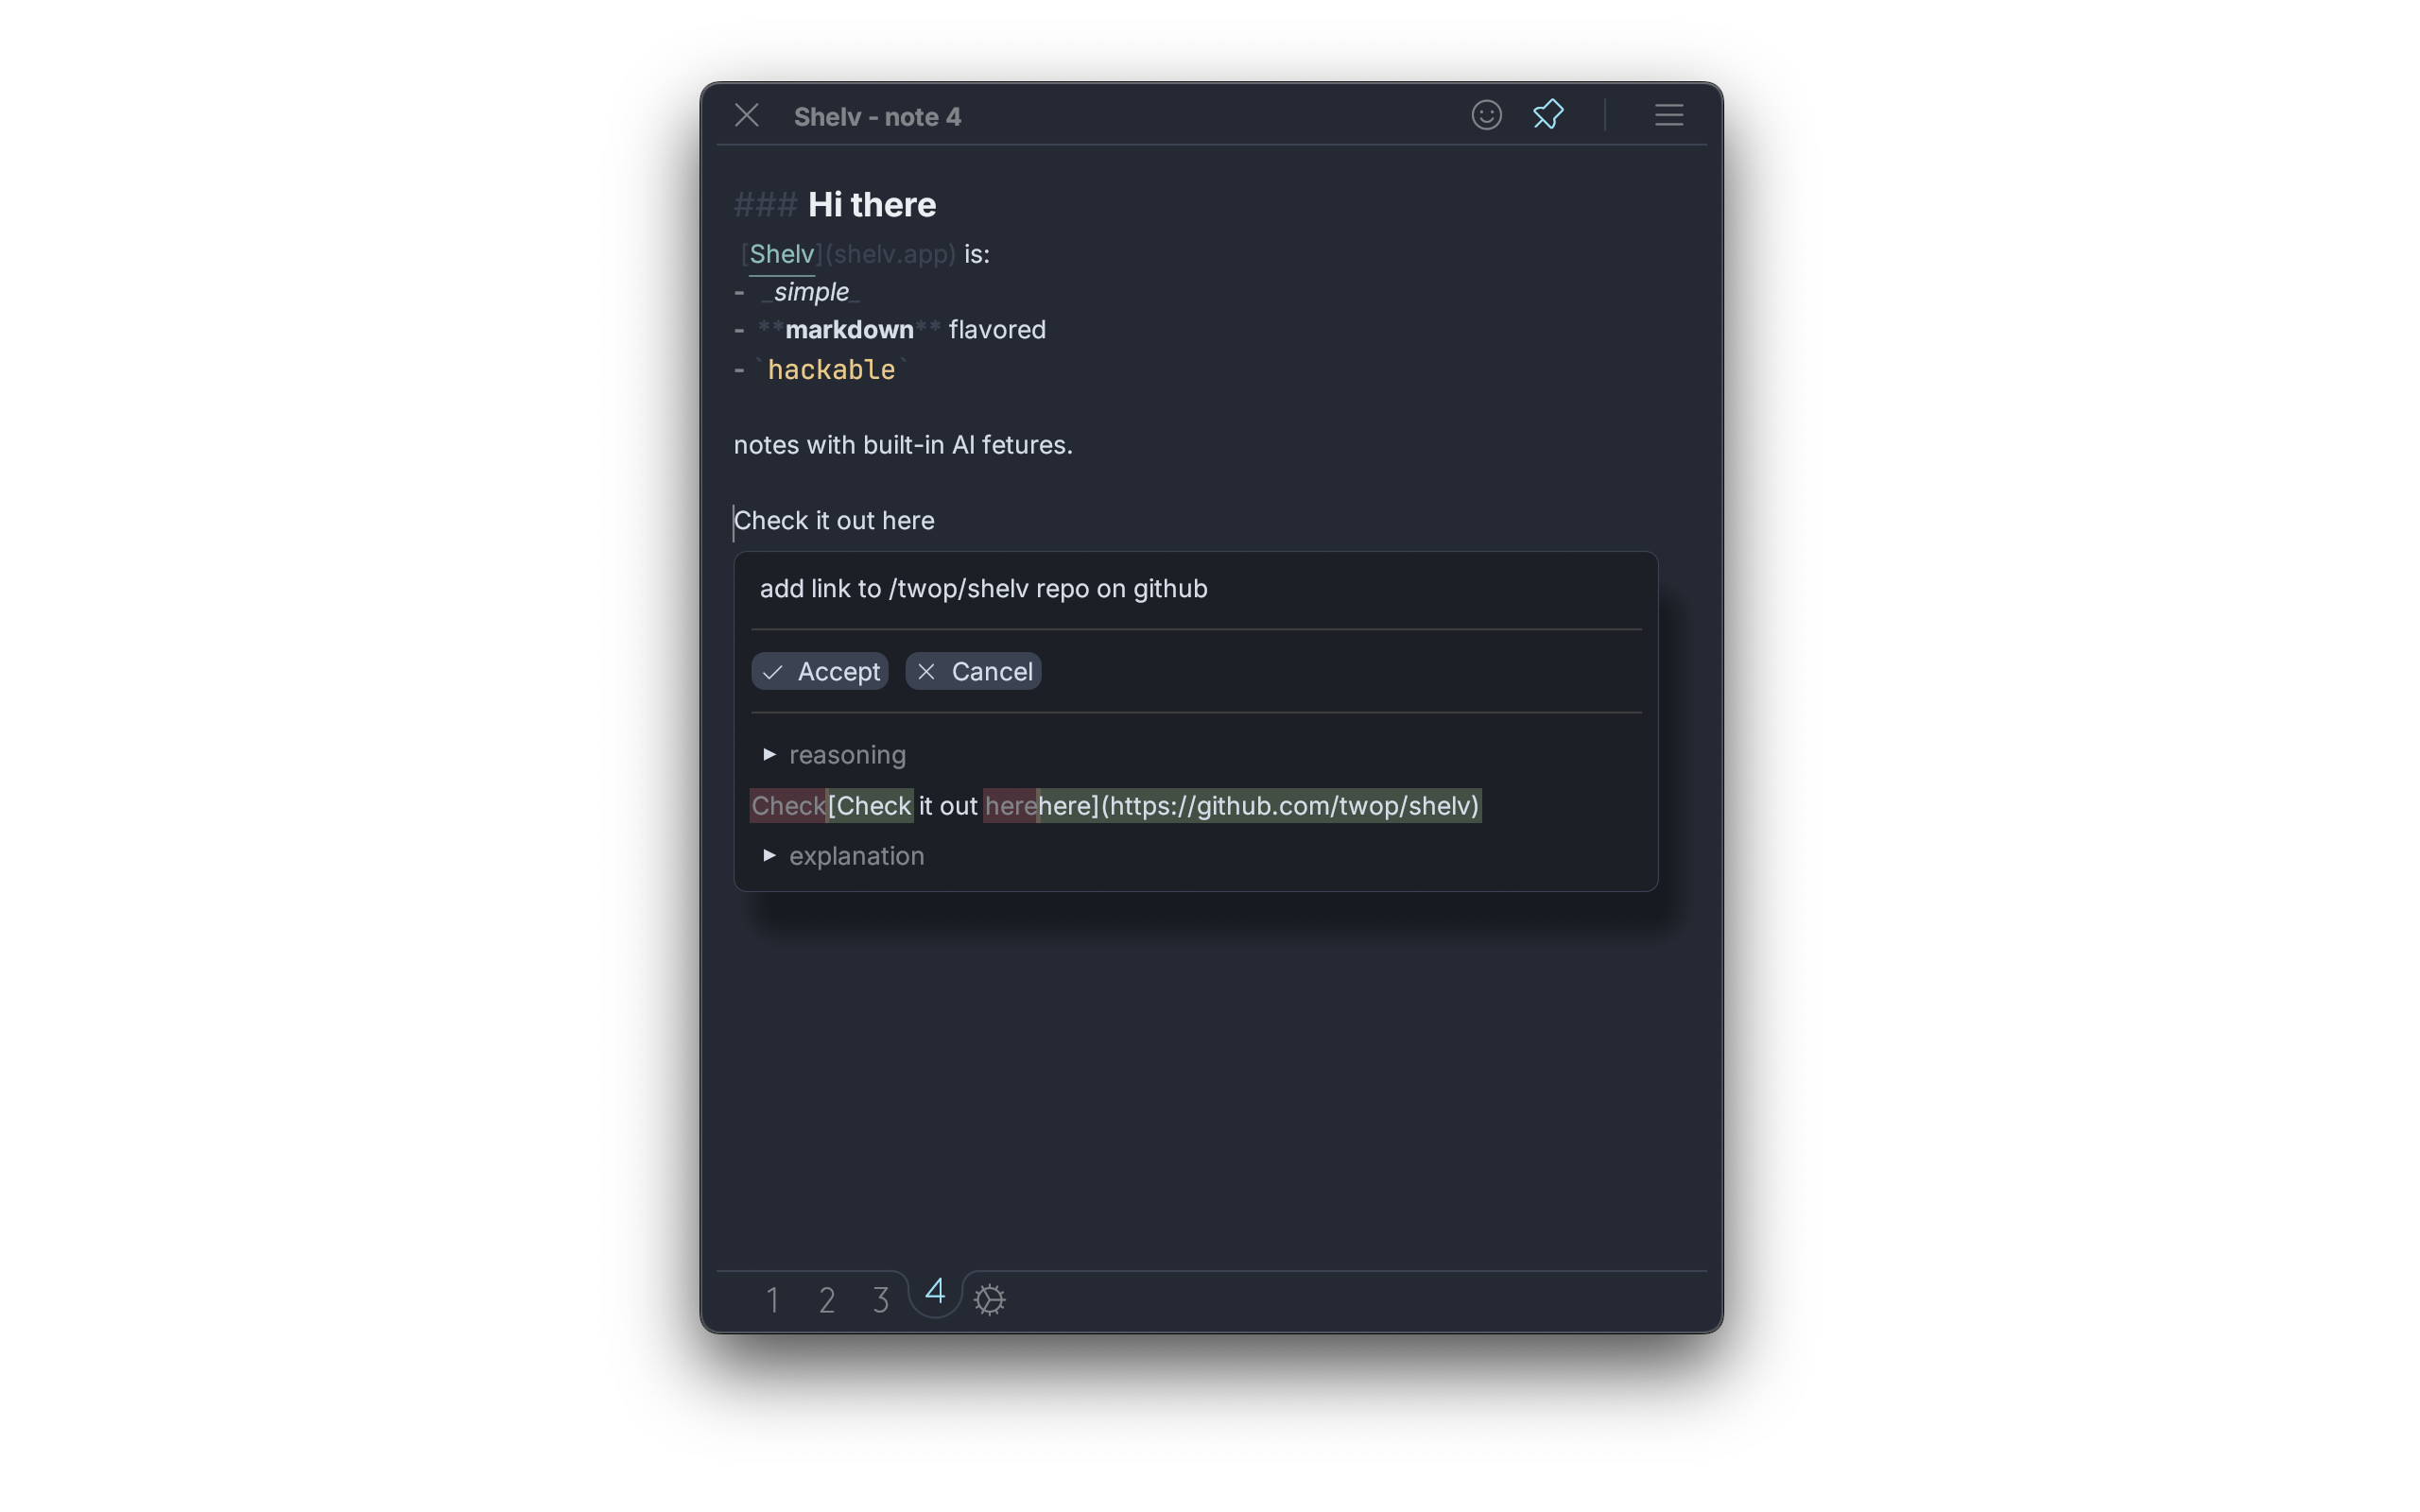 Shelv - note 4
### Hi there
[Shelv](shelv.app) is:
- _simple_
- **markdown** flavored
- `hackable`
notes with built-in AI fetures.
Check it out here
add link to /twop/shelv repo on github
Accept Cancel
reasoning
Check[Check it out herehere](https://github.com/twop/shelv)
explanation
1 2 3 4